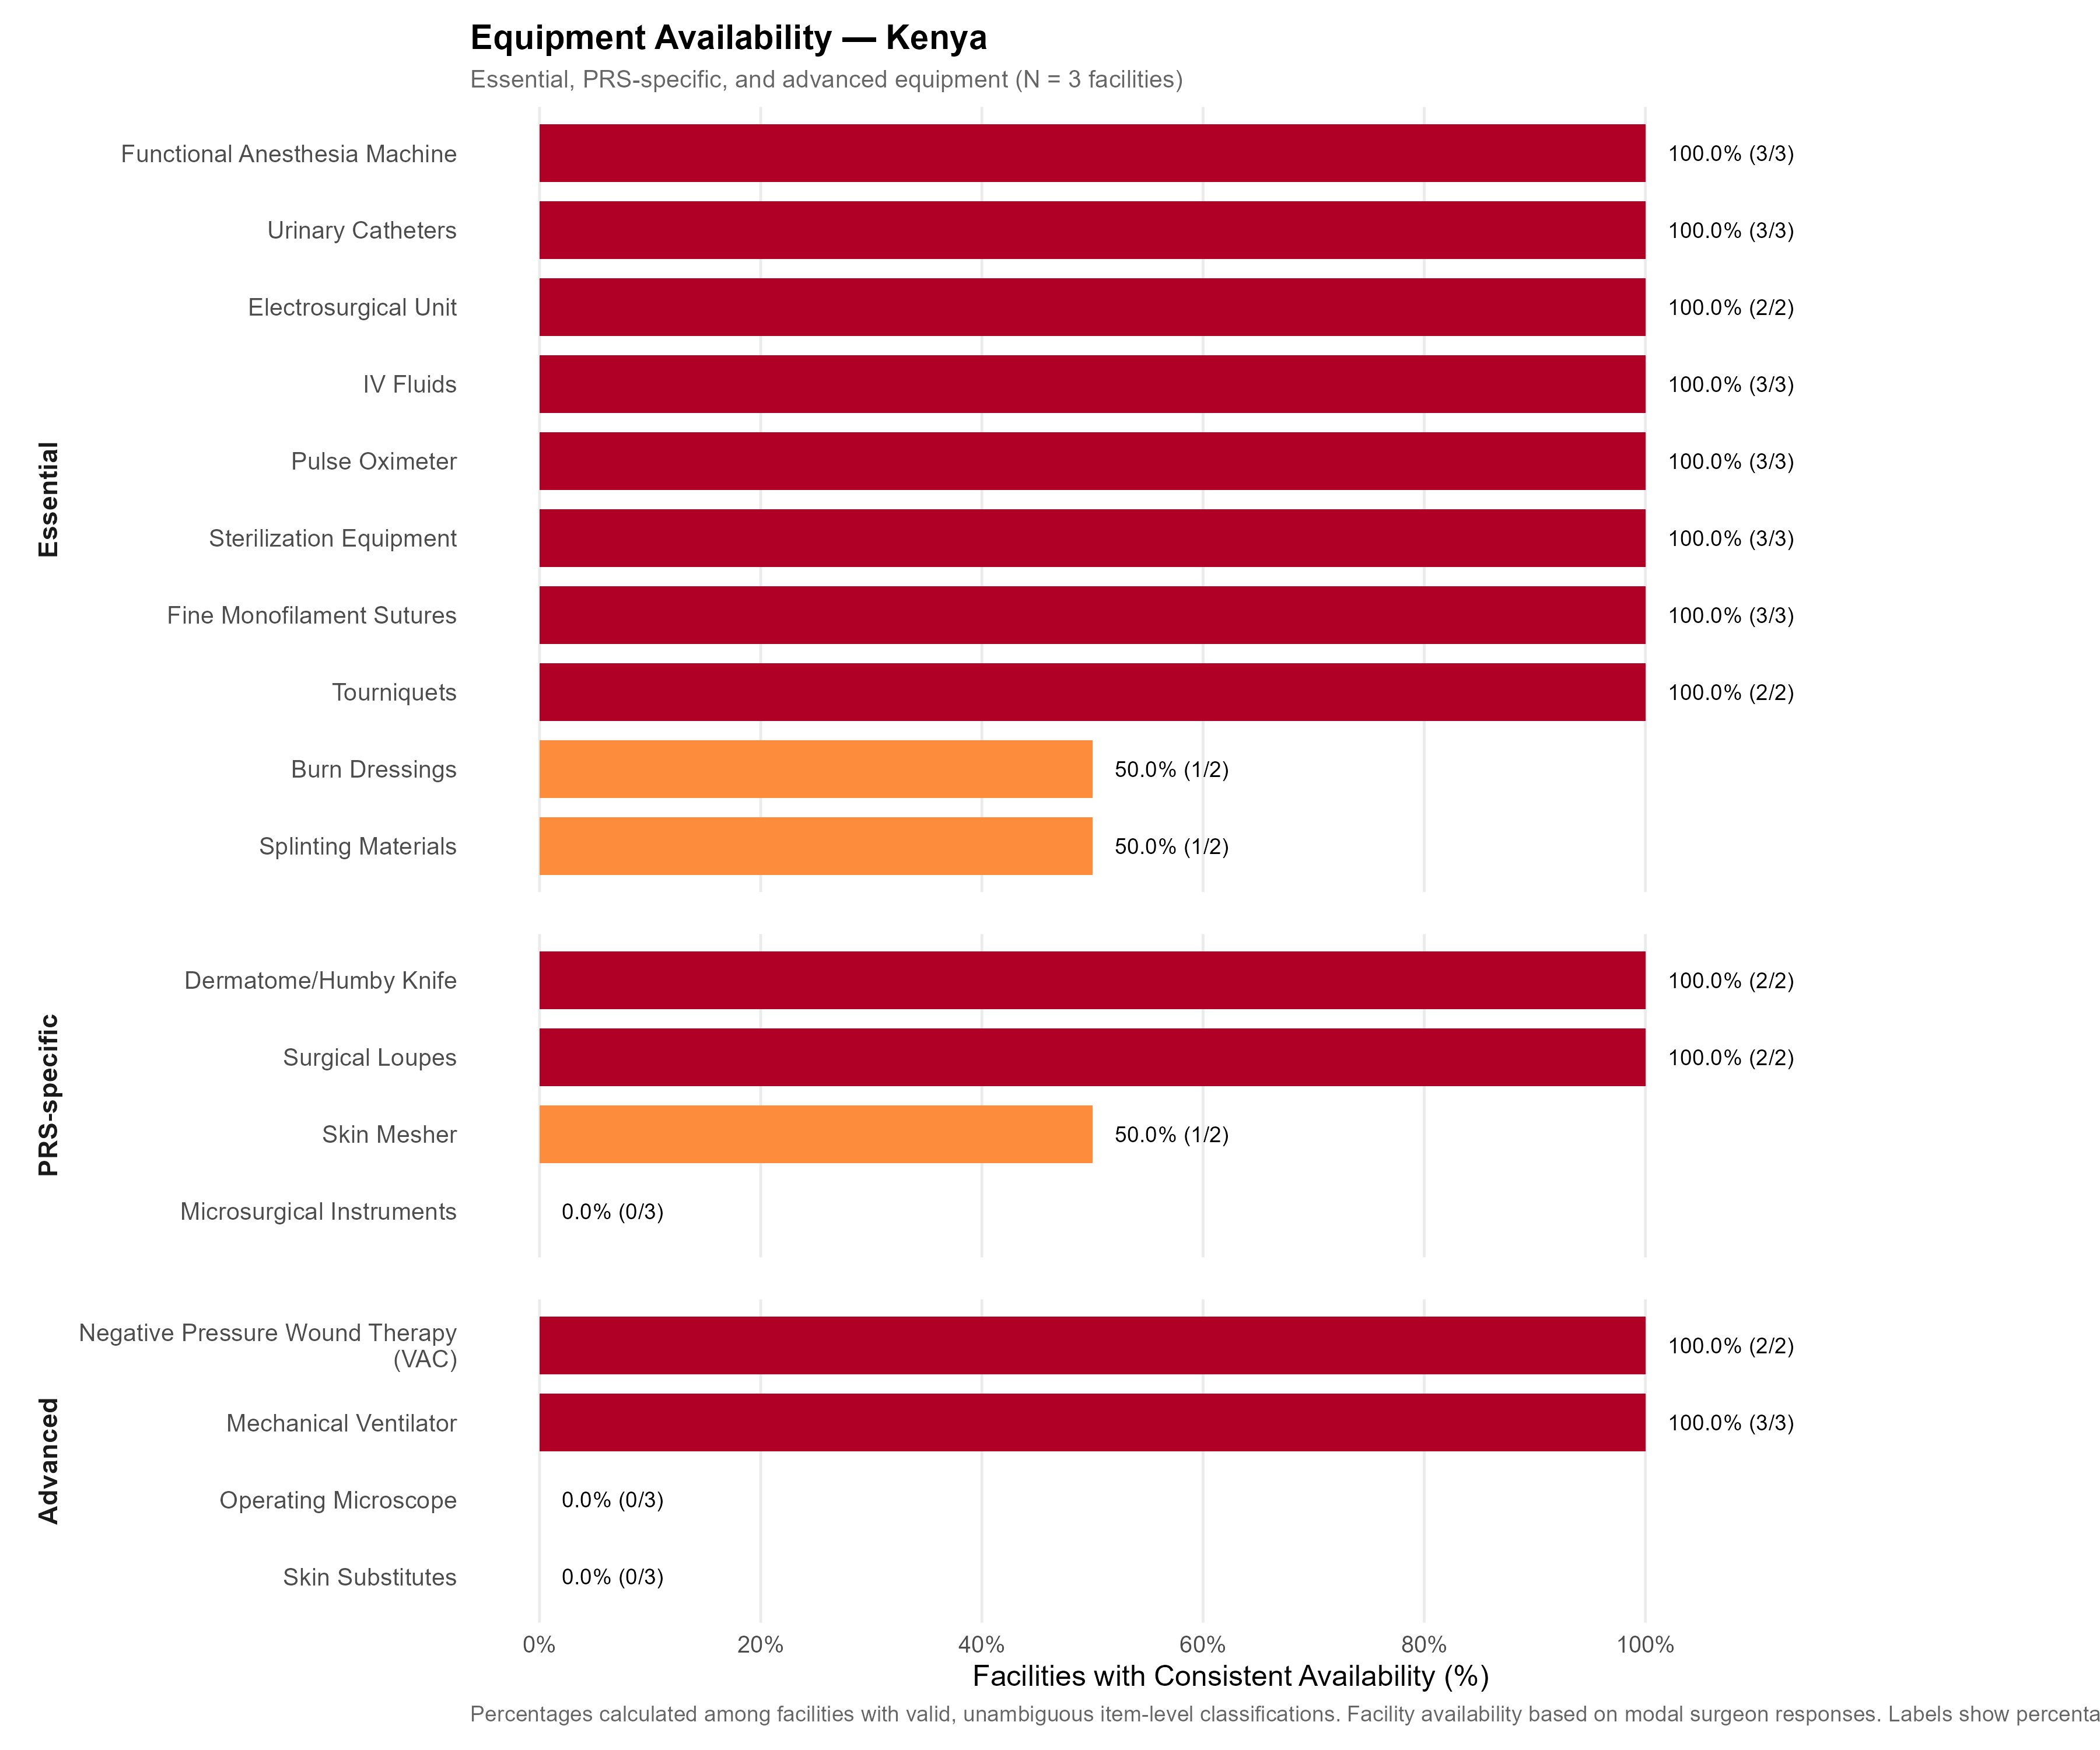 Equipment Availability — Kenya
Essential, PRS-specific, and advanced equipment (N = 3 facilities)
Essential
Functional Anesthesia Machine 100.0% (3/3)
Urinary Catheters 100.0% (3/3)
Electrosurgical Unit 100.0% (2/2)
IV Fluids 100.0% (3/3)
Pulse Oximeter 100.0% (3/3)
Sterilization Equipment 100.0% (3/3)
Fine Monofilament Sutures 100.0% (3/3)
Tourniquets 100.0% (2/2)
Burn Dressings 50.0% (1/2)
Splinting Materials 50.0% (1/2)
PRS-specific
Dermatome/Humby Knife 100.0% (2/2)
Surgical Loupes 100.0% (2/2)
Skin Mesher 50.0% (1/2)
Microsurgical Instruments 0.0% (0/3)
Advanced
Negative Pressure Wound Therapy
(VAC) 100.0% (2/2)
Mechanical Ventilator 100.0% (3/3)
Operating Microscope 0.0% (0/3)
Skin Substitutes 0.0% (0/3)
0% 20% 40% 60% 80% 100%
Facilities with Consistent Availability (%)
Percentages calculated among facilities with valid, unambiguous item-level classifications. Facility availability based on modal surgeon responses. Labels show percenta